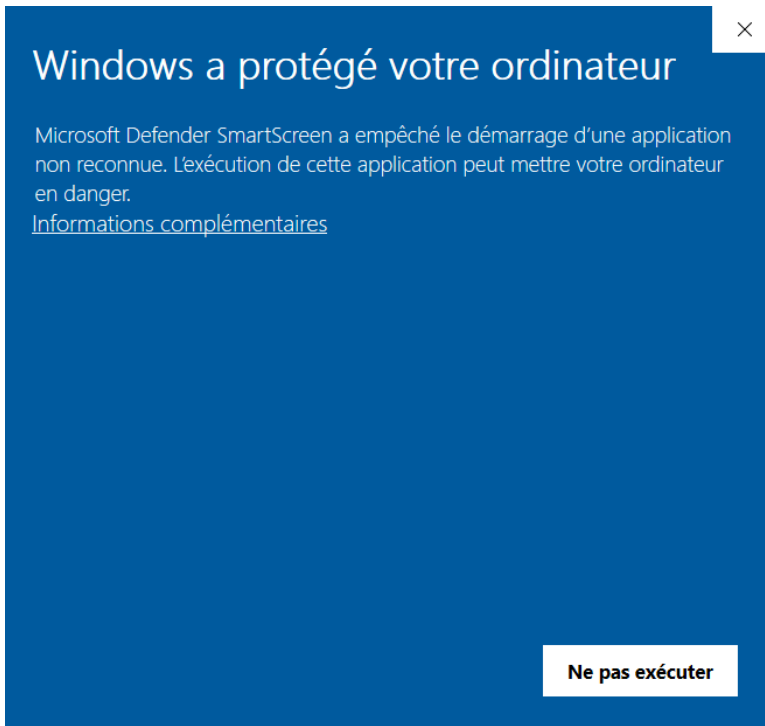 Windows a protégé votre ordinateur
Microsoft Defender SmartScreen a empêché le démarrage d’une application
non reconnue. L’exécution de cette application peut mettre votre ordinateur
en danger.
Informations complémentaires
Ne pas exécuter